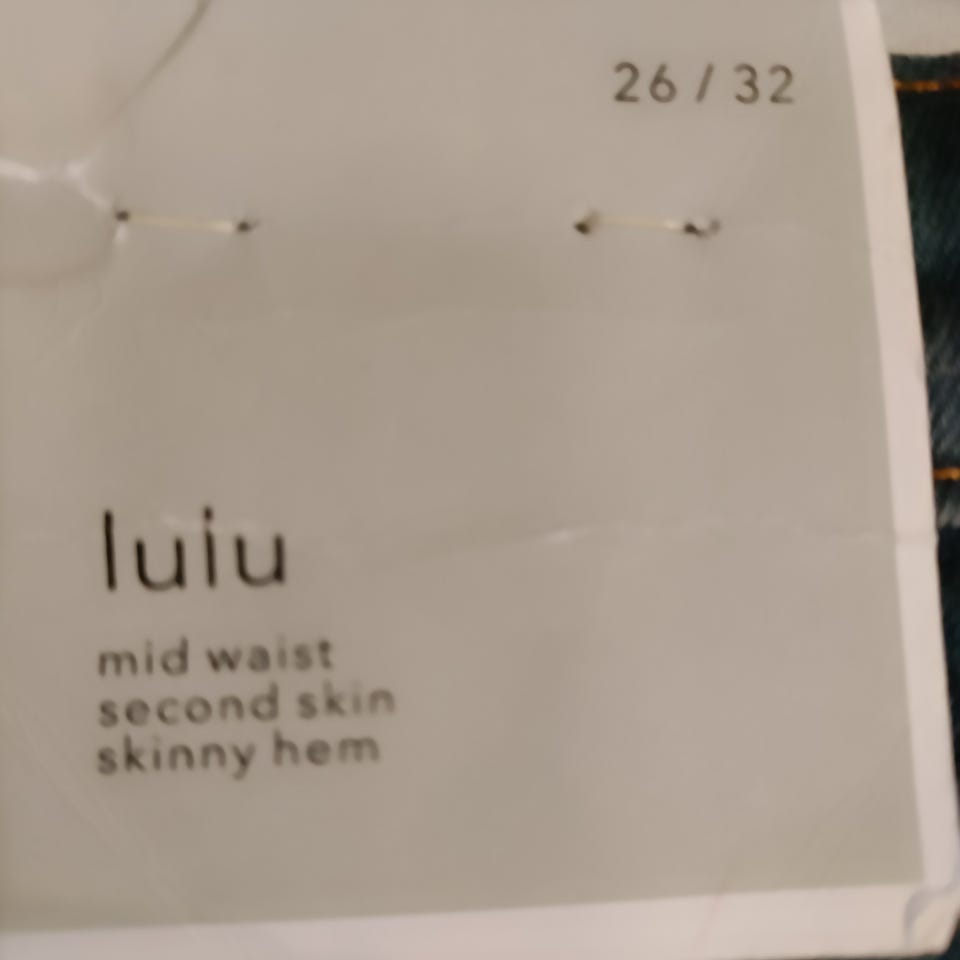 26 / 32
luiu
mid waist
second skin
skinny hem